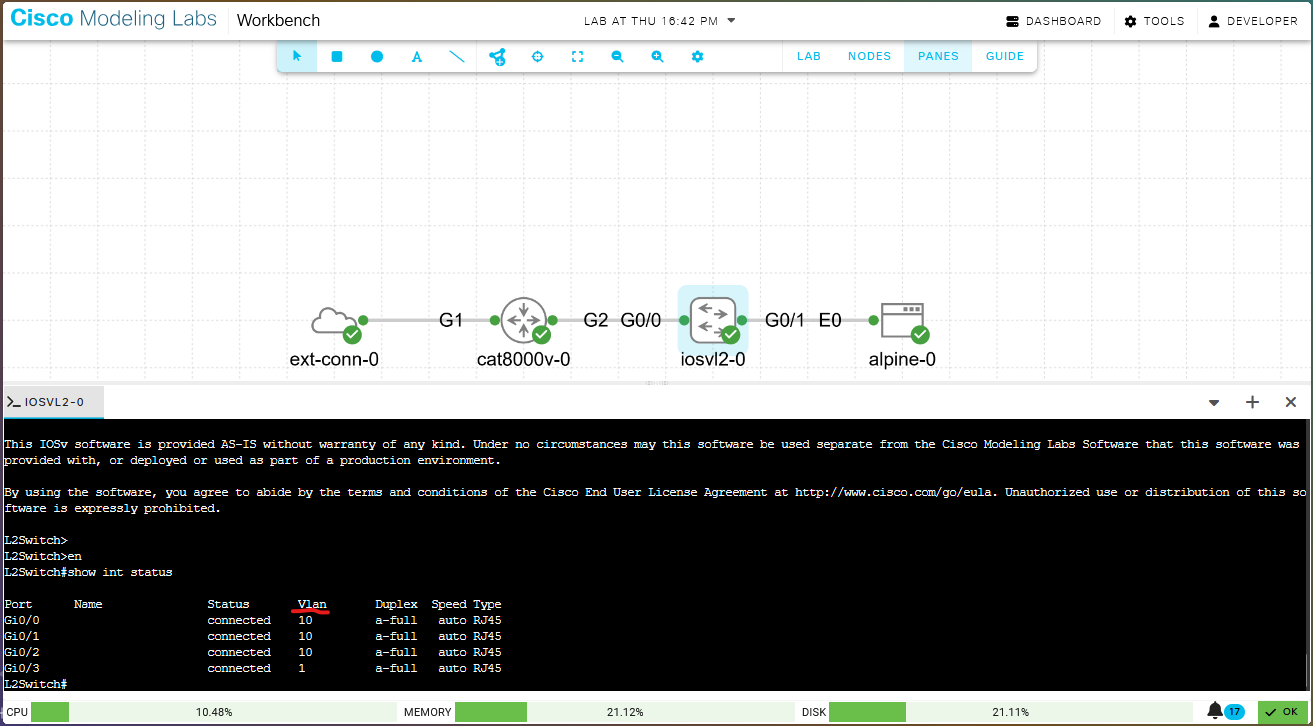 Cisco Modeling Labs Workbench LAB AT THU 16:42 PM DASHBOARD TOOLS DEVELOPER
A LAB NODES PANES GUIDE
G1 G2 G0/0 G0/1 E0
ext-conn-0 cat8000v-0 iosvl2-0 alpine-0
IOSVL2-0
This IOSv software is provided AS-IS without warranty of any kind. Under no circumstances may this software be used separate from the Cisco Modeling Labs Software that this software was
provided with, or deployed or used as part of a production environment.
By using the software, you agree to abide by the terms and conditions of the Cisco End User License Agreement at http://www.cisco.com/go/eula. Unauthorized use or distribution of this so
ftware is expressly prohibited.
L2Switch>
L2Switch>en
L2Switch#show int status
Port Name Status Vlan Duplex Speed Type
Gi0/0 connected 10 a-full auto RJ45
Gi0/1 connected 10 a-full auto RJ45
Gi0/2 connected 10 a-full auto RJ45
Gi0/3 connected 1 a-full auto RJ45
L2Switch#
CPU 10.48% MEMORY 21.12% DISK 21.11% 17 OK